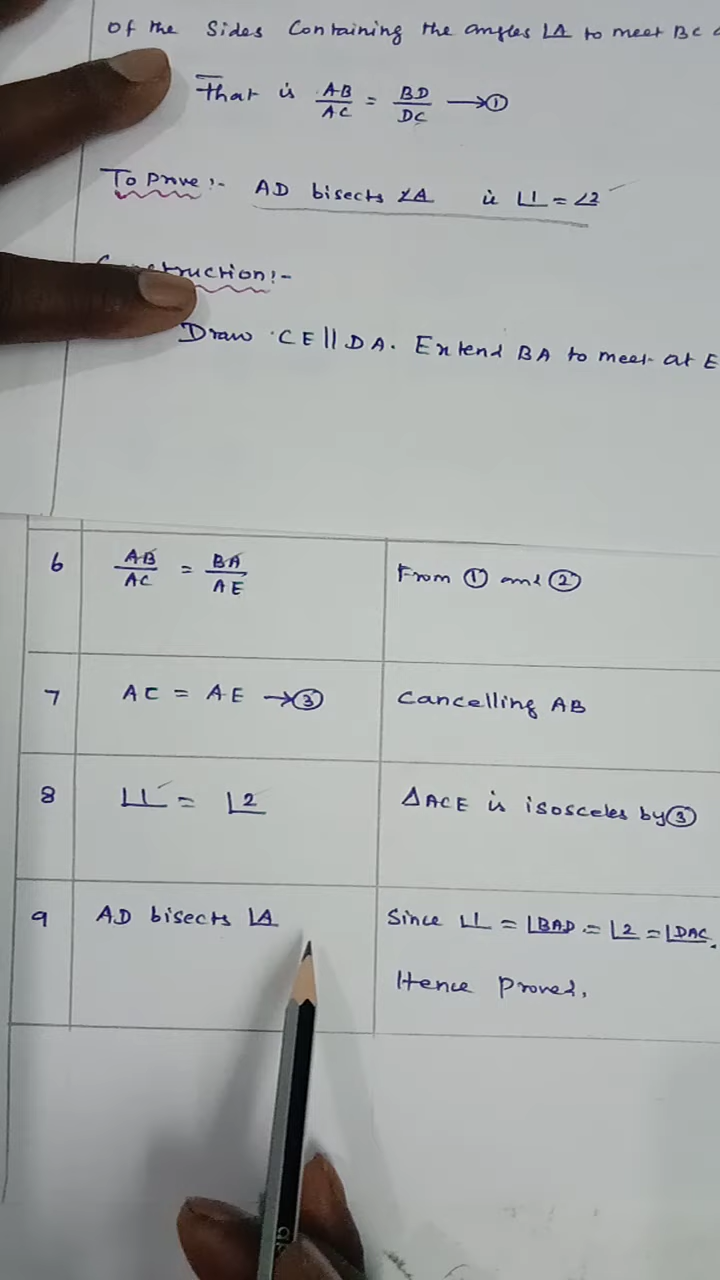 Of the Sides Containing the angles ∠A to meet BC
That is AB/AC = BD/DC →①
To Prove :- AD bisects ∠A ie ∠1 = ∠2
Construction :-
Draw CE || DA. Extend BA to meet at E
6 AB/AC = BA/AE From ① and ②
7 AC = AE →③ Cancelling AB
8 ∠1 = ∠2 ΔACE is isosceles by ③
9 AD bisects ∠A Since ∠1 = ∠BAD = ∠2 = ∠DAC.
Hence Proved.